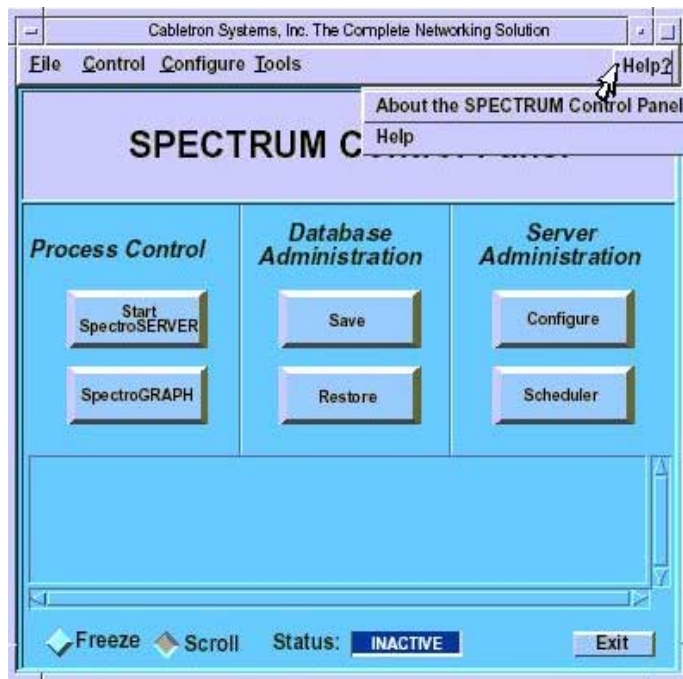 Cabletron Systems, Inc. The Complete Networking Solution
File Control Configure Tools Help?
About the SPECTRUM Control Panel
Help
SPECTRUM
Process Control
Database
Administration
Server
Administration
Start
SpectroSERVER
Save
Configure
SpectroGRAPH
Restore
Scheduler
Freeze Scroll Status: INACTIVE Exit